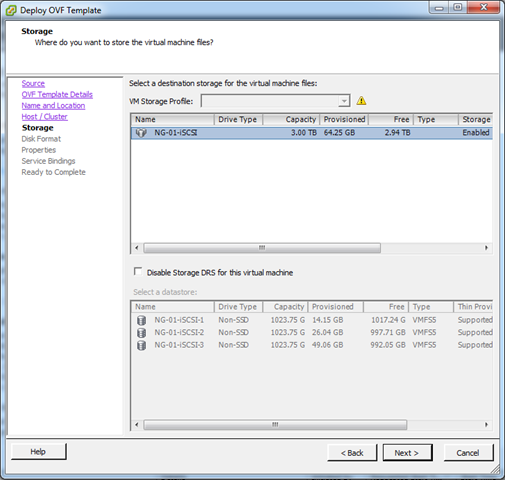 Deploy OVF Template
Storage
Where do you want to store the virtual machine files?
Source
OVF Template Details
Name and Location
Host / Cluster
Storage
Disk Format
Properties
Service Bindings
Ready to Complete
Select a destination storage for the virtual machine files:
VM Storage Profile:
Name Drive Type Capacity Provisioned Free Type Storage
NG-01-iSCSI 3.00 TB 64.25 GB 2.94 TB Enabled
Disable Storage DRS for this virtual machine
Select a datastore:
Name Drive Type Capacity Provisioned Free Type Thin Provi
NG-01-iSCSI-1 Non-SSD 1023.75 G 14.15 GB 1017.24 G VMFS5 Supported
NG-01-iSCSI-2 Non-SSD 1023.75 G 26.04 GB 997.71 GB VMFS5 Supported
NG-01-iSCSI-3 Non-SSD 1023.75 G 49.06 GB 992.05 GB VMFS5 Supported
Help
< Back
Next >
Cancel